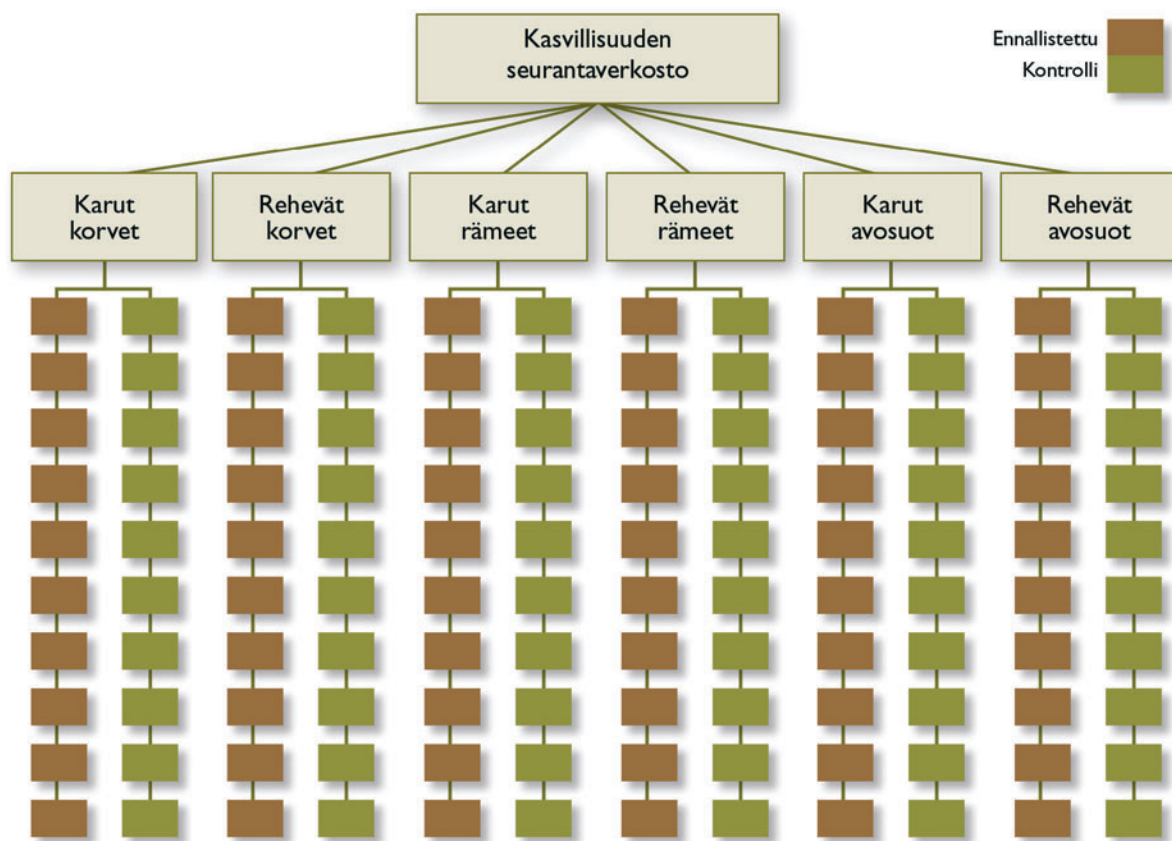 Kasvillisuuden
seurantaverkosto
Ennallistettu
Kontrolli
Karut
korvet
Rehevät
korvet
Karut
rämeet
Rehevät
rämeet
Karut
avosuot
Rehevät
avosuot